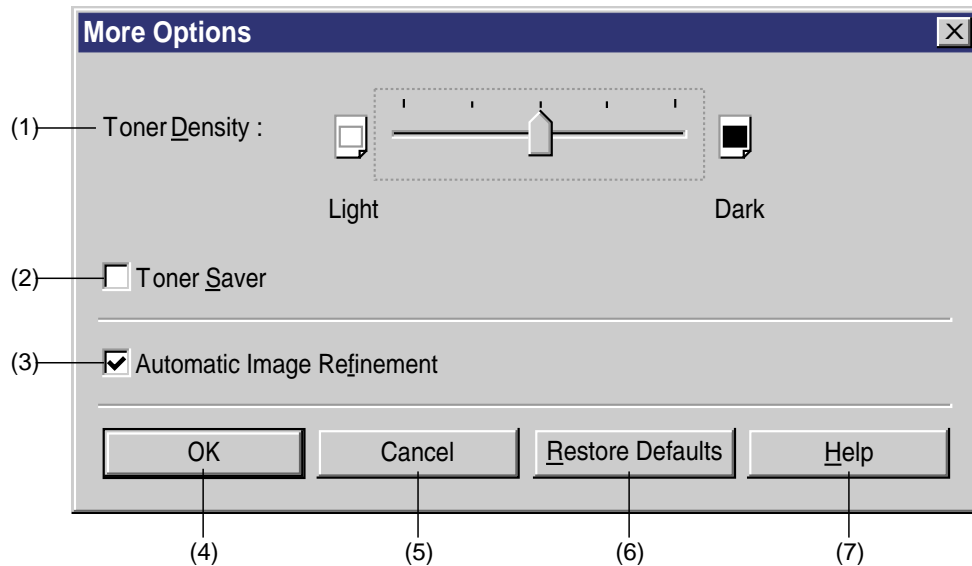 More Options
(1) Toner Density :
Light Dark
(2) Toner Saver
(3) Automatic Image Refinement
OK Cancel Restore Defaults Help
(4) (5) (6) (7)